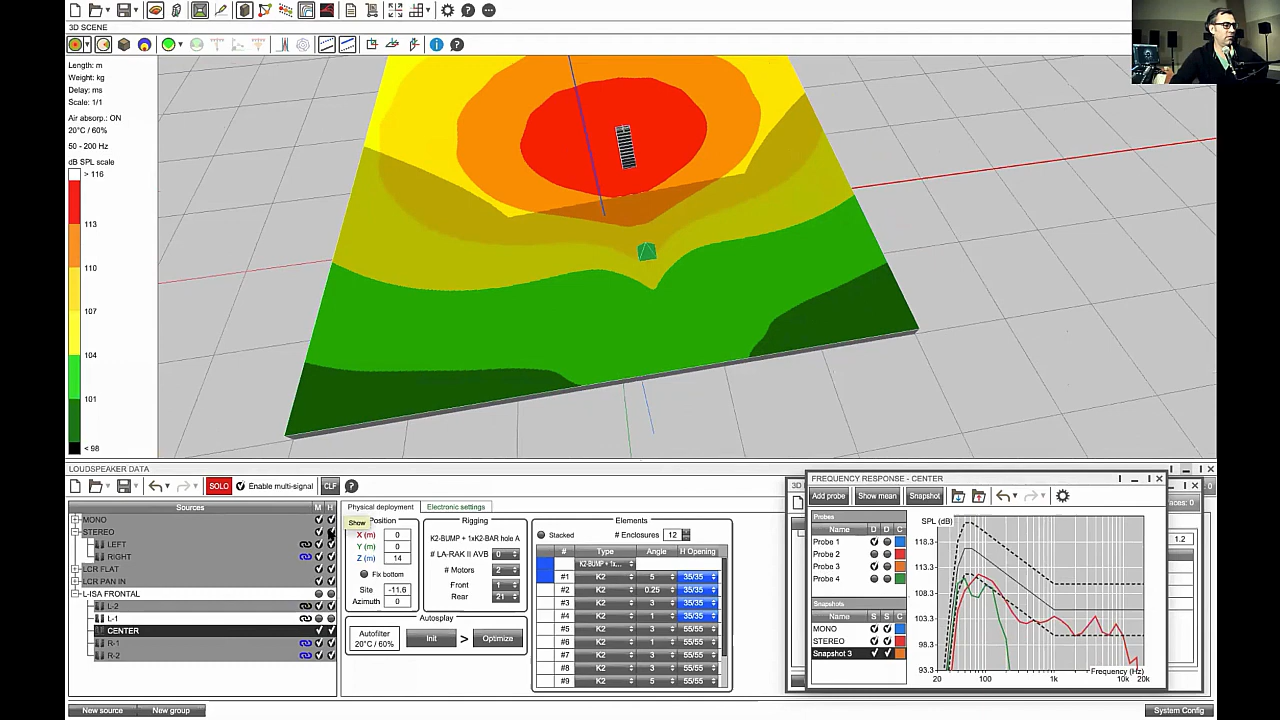 3D SCENE
Length: m
Weight: kg
Delay: ms
Scale: 1/1
Air absorp.: ON
20°C / 60%
50 - 200 Hz
dB SPL scale
> 116
113
110
107
104
101
< 98
LOUDSPEAKER DATA
SOLO Enable multi-signal CLF
Sources M H
MONO
STEREO
LEFT
RIGHT
LCR FLAT
LCR PAN IN
L-ISA FRONTAL
L-2
L-1
CENTER
R-1
R-2
New source New group
Physical deployment Electronic settings
Show
Position
X (m) 0
Y (m) 0
Z (m) 14
Fix bottom
Site -11.6
Azimuth 0
Rigging
K2-BUMP + 1xK2-BAR hole A
# LA-RAK II AVB 0
# Motors 2
Front 1
Rear 21
Autosplay
Autofilter
20°C / 60%
Init > Optimize
Elements
Stacked # Enclosures 12
# Type Angle H Opening
K2-BUMP + 1x...
#1 K2 5 35/35
#2 K2 0.25 35/35
#3 K2 3 35/35
#4 K2 3 35/35
#5 K2 3 55/55
#6 K2 3 55/55
#7 K2 3 55/55
#8 K2 3 55/55
#9 K2 5 55/55
FREQUENCY RESPONSE - CENTER
Add probe Show mean Snapshot
Probes
Name D D C
Probe 1
Probe 2
Probe 3
Probe 4
Snapshots
Name S S C
MONO
STEREO
Snapshot 3
SPL (dB)
118.3
113.3
108.3
103.3
98.3
93.3
20 100 1k 10k 20k
Frequency (Hz)
aces: 0
1.2
System Config